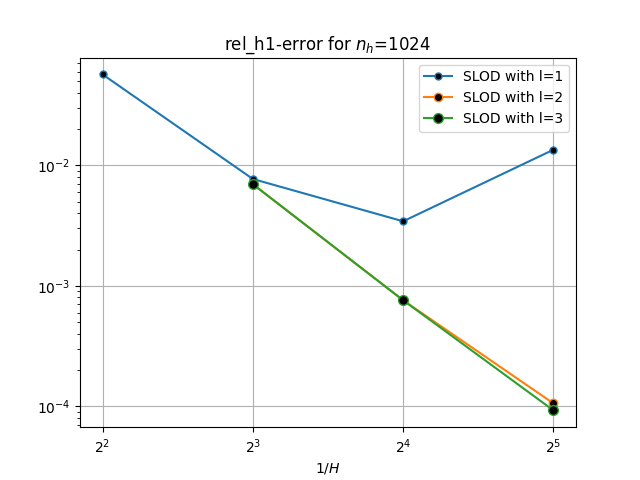 rel_h1-error for $n_h$=1024
SLOD with l=1
SLOD with l=2
SLOD with l=3
$10^{-2}$
$10^{-3}$
$10^{-4}$
$2^2$ $2^3$ $2^4$ $2^5$
$1/H$